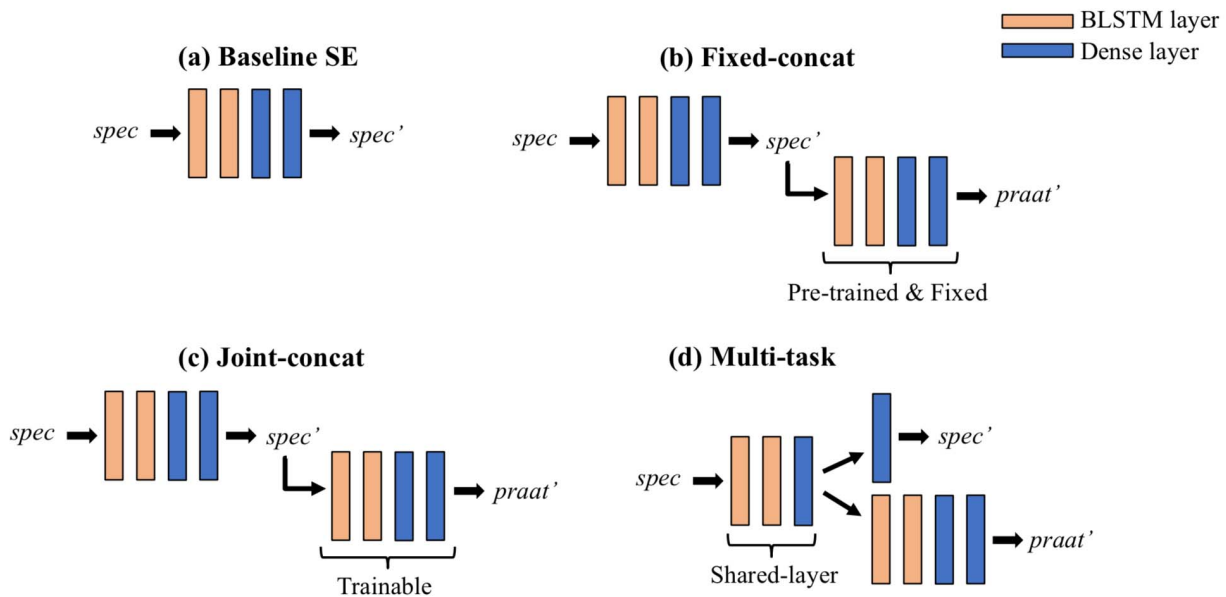 BLSTM layer
Dense layer
(a) Baseline SE
spec
spec’
(b) Fixed-concat
spec
spec’
praat’
Pre-trained & Fixed
(c) Joint-concat
spec
spec’
praat’
Trainable
(d) Multi-task
spec
spec’
praat’
Shared-layer